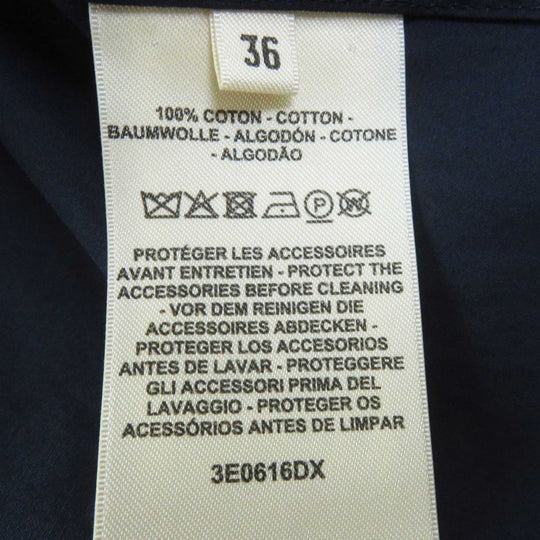 36
100% COTON - COTTON -
BAUMWOLLE - ALGODÓN - COTONE
- ALGODÃO
P W
PROTÉGER LES ACCESSOIRES
AVANT ENTRETIEN - PROTECT THE
ACCESSORIES BEFORE CLEANING
- VOR DEM REINIGEN DIE
ACCESSOIRES ABDECKEN -
PROTEGER LOS ACCESORIOS
ANTES DE LAVAR - PROTEGGERE
GLI ACCESSORI PRIMA DEL
LAVAGGIO - PROTEGER OS
ACESSÓRIOS ANTES DE LIMPAR
3E0616DX